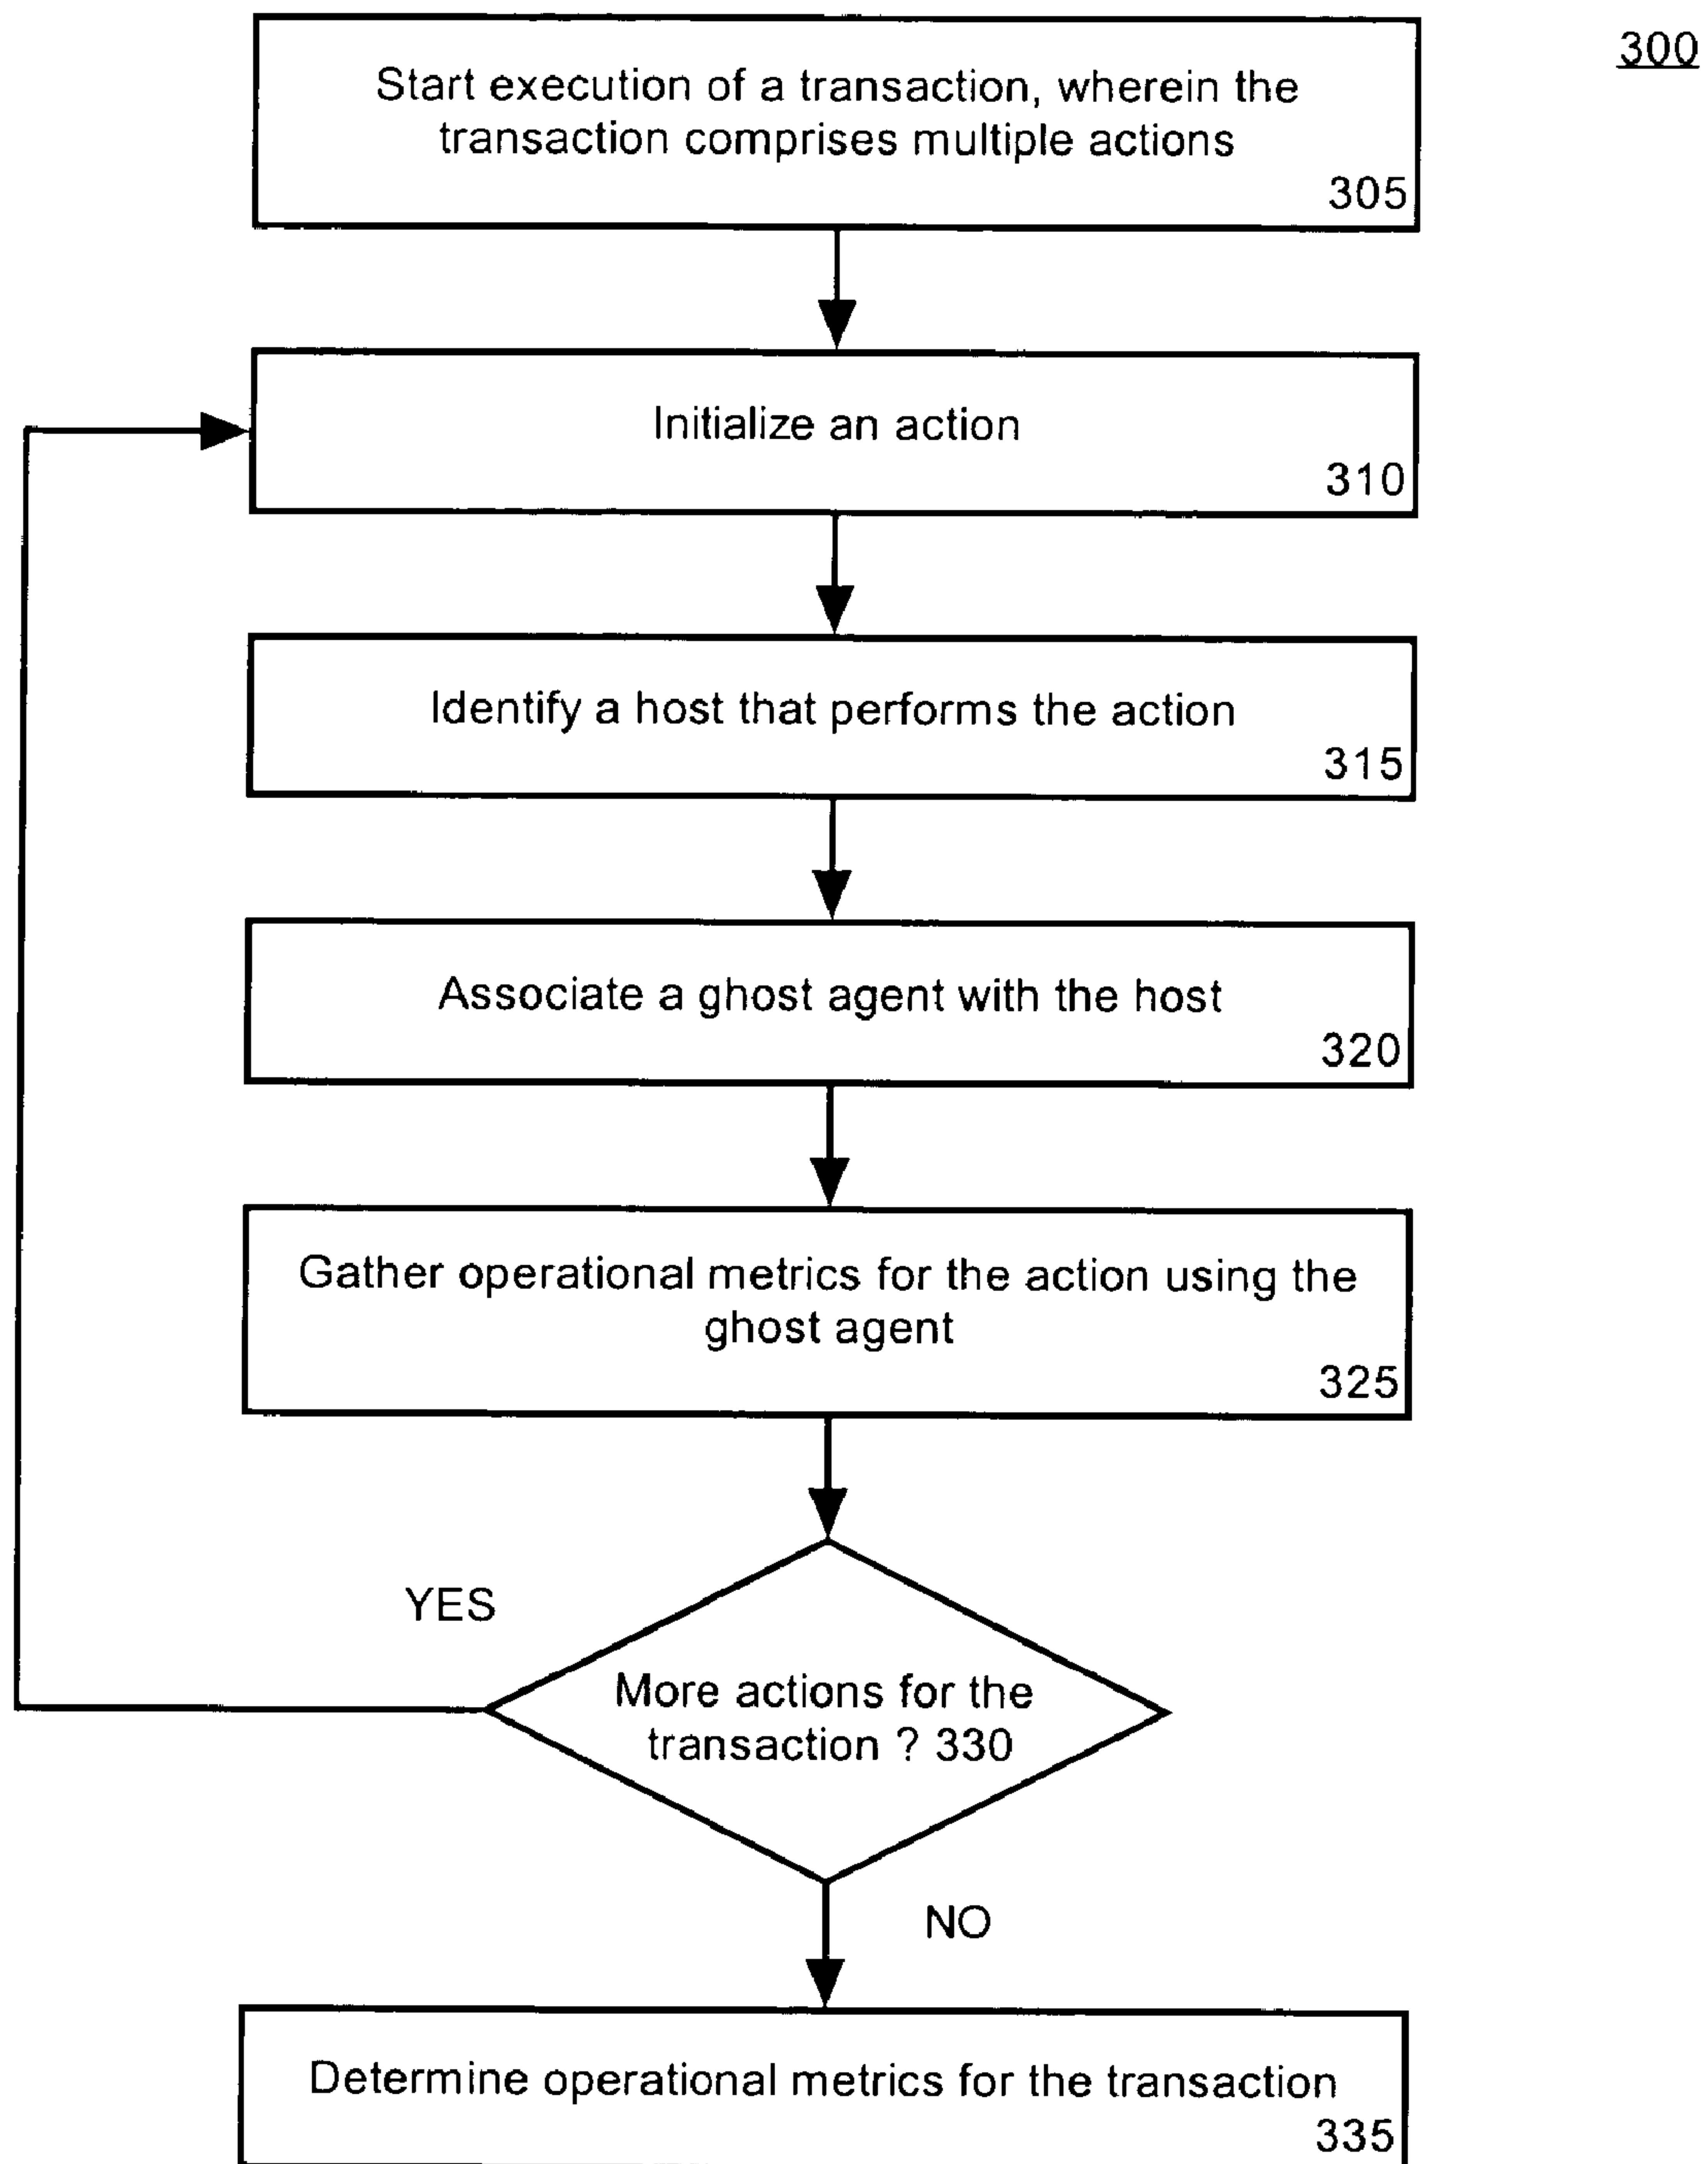 300
Start execution of a transaction, wherein the
transaction comprises multiple actions
305
Initialize an action
310
Identify a host that performs the action
315
Associate a ghost agent with the host
320
Gather operational metrics for the action using the
ghost agent
325
YES
More actions for the
transaction ? 330
NO
Determine operational metrics for the transaction
335